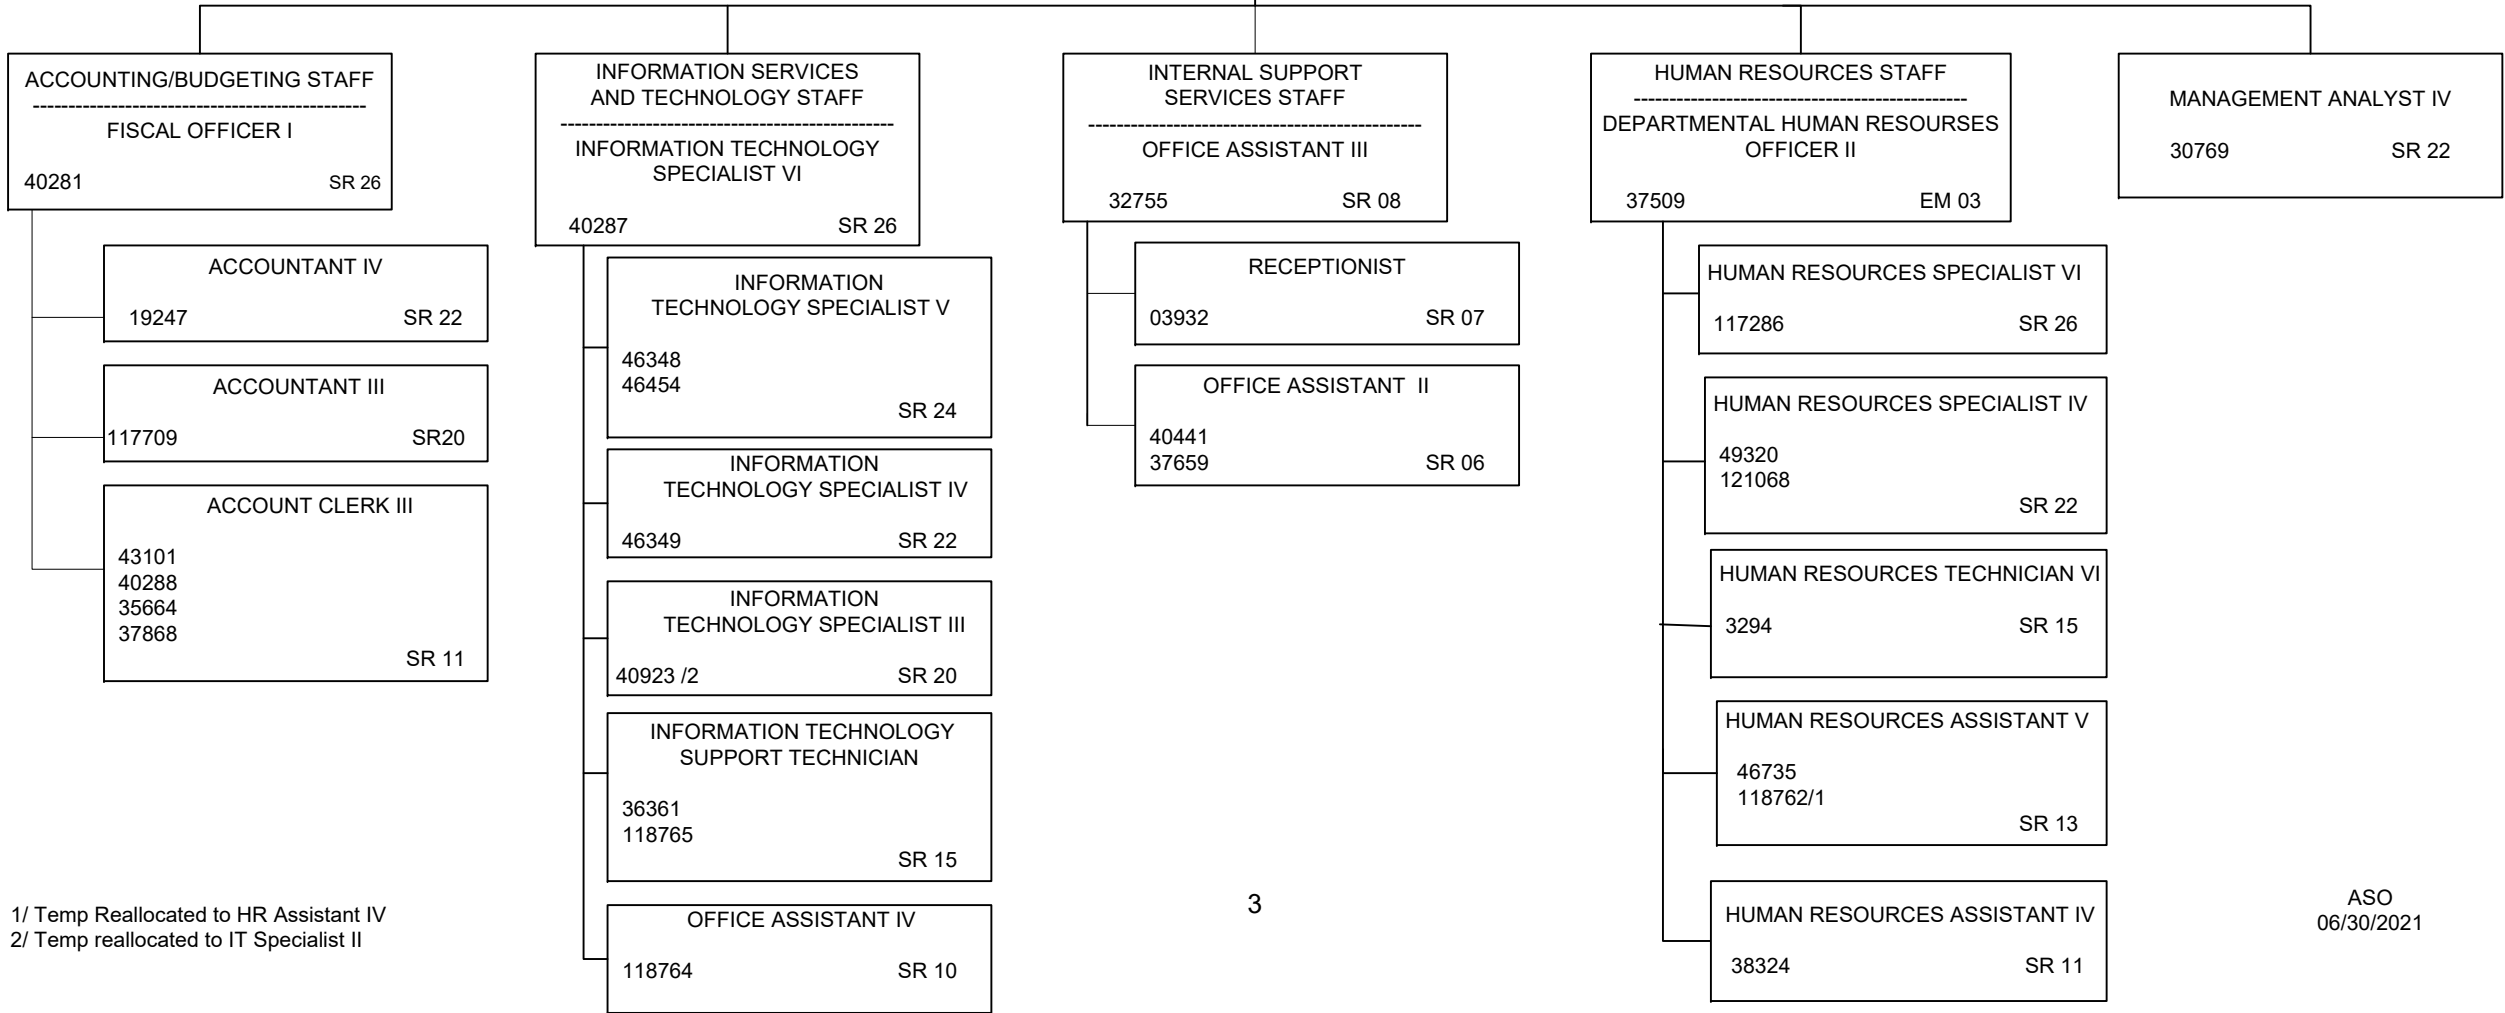 ACCOUNTING/BUDGETING STAFF
-----------------------------------------------
FISCAL OFFICER I
40281 SR 26
ACCOUNTANT IV
19247 SR 22
ACCOUNTANT III
117709 SR20
ACCOUNT CLERK III
43101
40288
35664
37868
SR 11
INFORMATION SERVICES
AND TECHNOLOGY STAFF
-----------------------------------------------
INFORMATION TECHNOLOGY
SPECIALIST VI
40287 SR 26
INFORMATION
TECHNOLOGY SPECIALIST V
46348
46454
SR 24
INFORMATION
TECHNOLOGY SPECIALIST IV
46349 SR 22
INFORMATION
TECHNOLOGY SPECIALIST III
40923 /2 SR 20
INFORMATION TECHNOLOGY
SUPPORT TECHNICIAN
36361
118765
SR 15
OFFICE ASSISTANT IV
118764 SR 10
INTERNAL SUPPORT
SERVICES STAFF
-----------------------------------------------
OFFICE ASSISTANT III
32755 SR 08
RECEPTIONIST
03932 SR 07
OFFICE ASSISTANT  II
40441
37659 SR 06
HUMAN RESOURCES STAFF
-----------------------------------------------
DEPARTMENTAL HUMAN RESOURSES
OFFICER II
37509 EM 03
HUMAN RESOURCES SPECIALIST VI
117286 SR 26
HUMAN RESOURCES SPECIALIST IV
49320
121068
SR 22
HUMAN RESOURCES TECHNICIAN VI
3294 SR 15
HUMAN RESOURCES ASSISTANT V
46735
118762/1
SR 13
HUMAN RESOURCES ASSISTANT IV
38324 SR 11
MANAGEMENT ANALYST IV
30769 SR 22
1/ Temp Reallocated to HR Assistant IV
2/ Temp reallocated to IT Specialist II
3
ASO
06/30/2021